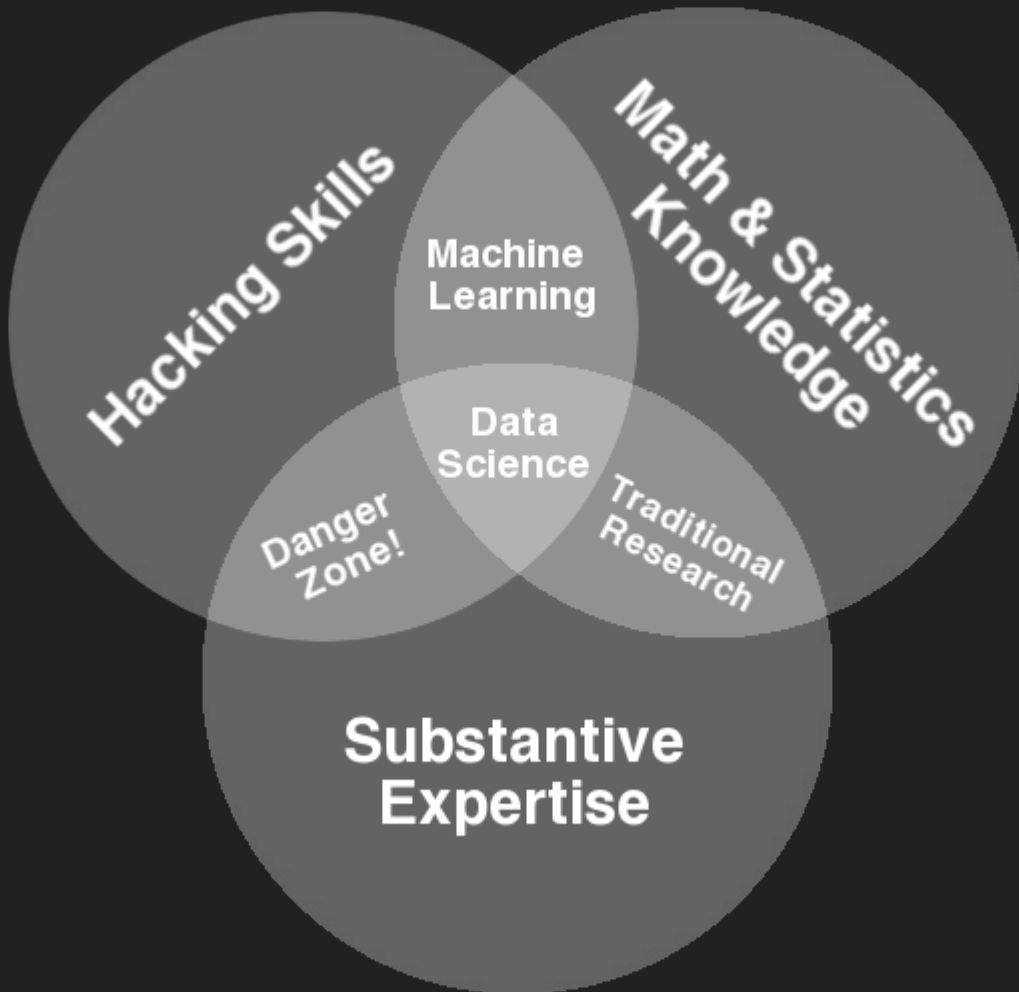 Hacking Skills
Math & Statistics
Knowledge
Machine
Learning
Data
Science
Danger
Zone!
Traditional
Research
Substantive
Expertise